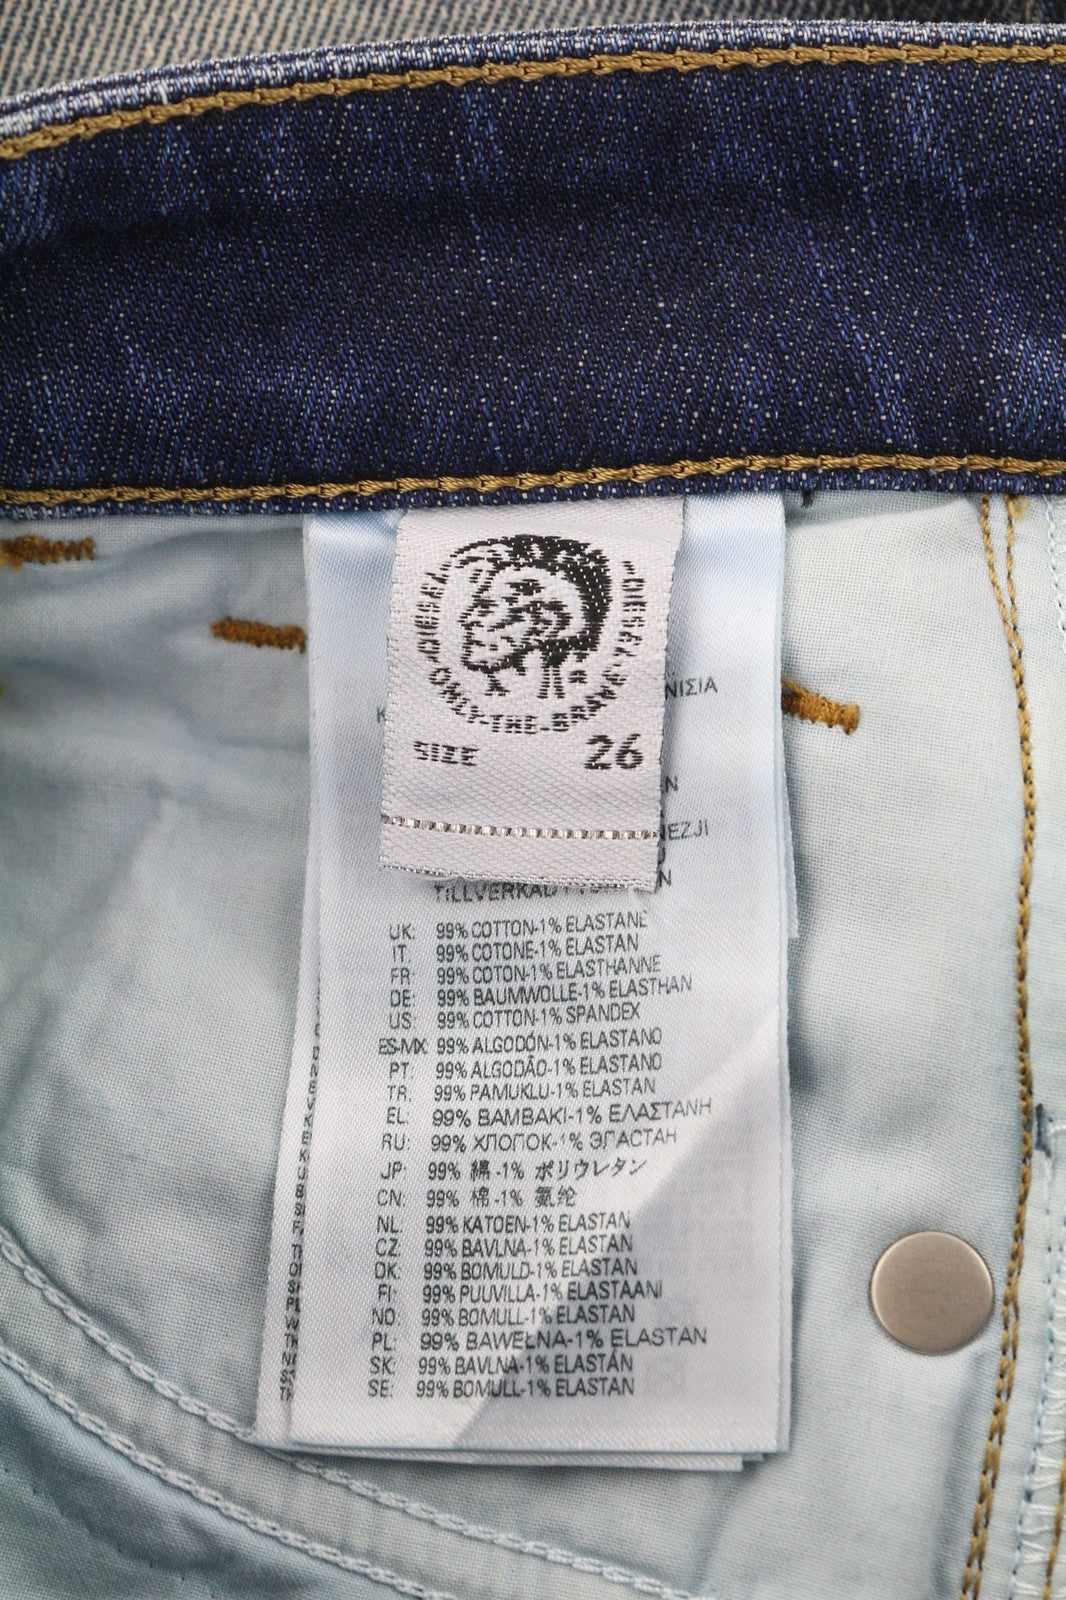 DIESEL
DIESEL
ONLY-THE-BRAVE
SIZE 26
ΝΙΣΙΑ
K
N
NEZJI
N
UK: 99% COTTON-1% ELASTANE
IT: 99% COTONE-1% ELASTAN
FR: 99% COTON-1% ELASTHANNE
DE: 99% BAUMWOLLE-1% ELASTHAN
US: 99% COTTON-1% SPANDEX
ES-MX: 99% ALGODÓN-1% ELASTANO
PT: 99% ALGODÃO-1% ELASTANO
TR: 99% PAMUKLU-1% ELASTAN
EL: 99% ΒΑΜΒΑΚΙ-1% ΕΛΑΣΤΑΝΗ
RU: 99% ХЛОПОК-1% ЭЛАСТАН
JP: 99% 綿 -1% ポリウレタン
CN: 99% 棉 -1% 氨纶
NL: 99% KATOEN-1% ELASTAN
CZ: 99% BAVLNA-1% ELASTAN
DK: 99% BOMULD-1% ELASTAN
FI: 99% PUUVILLA-1% ELASTAANI
NO: 99% BOMULL-1% ELASTAN
PL: 99% BAWEŁNA-1% ELASTAN
SK: 99% BAVLNA-1% ELASTÁN
SE: 99% BOMULL-1% ELASTAN